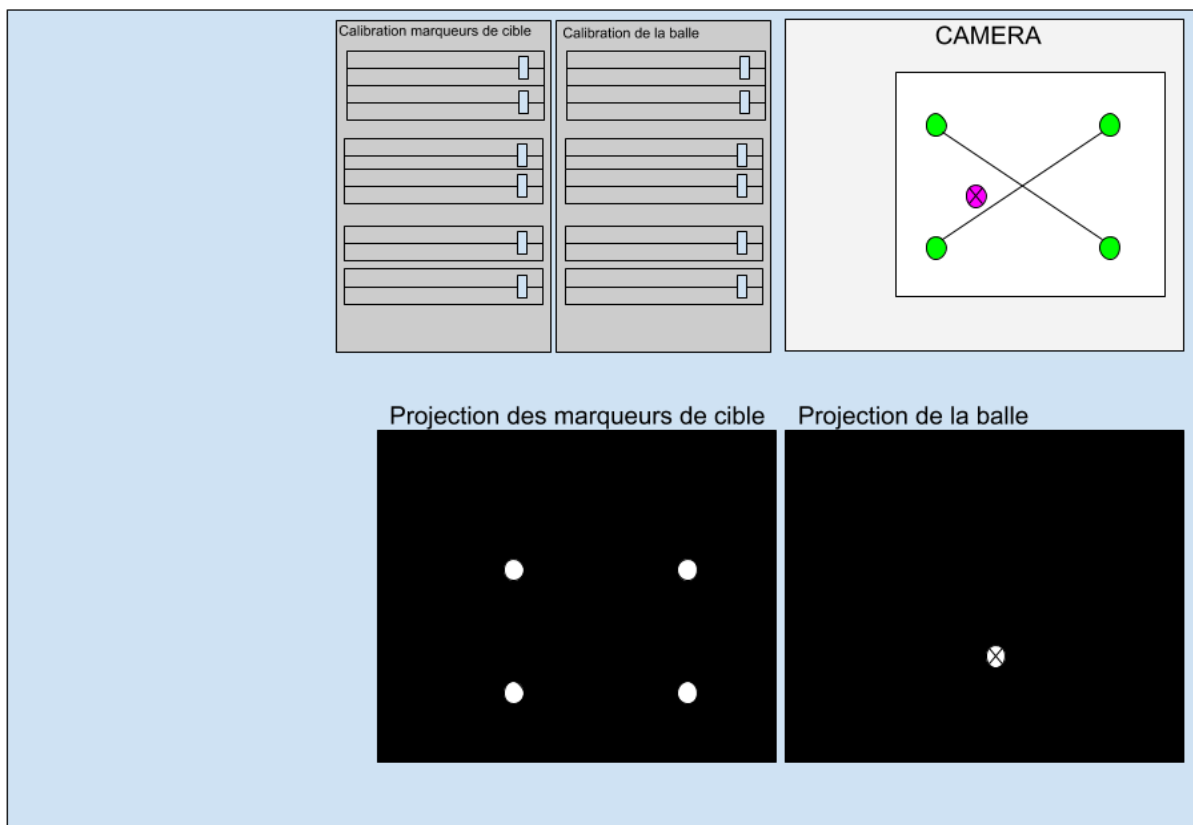 Calibration marqueurs de cible
Calibration de la balle
CAMERA
Projection des marqueurs de cible
Projection de la balle